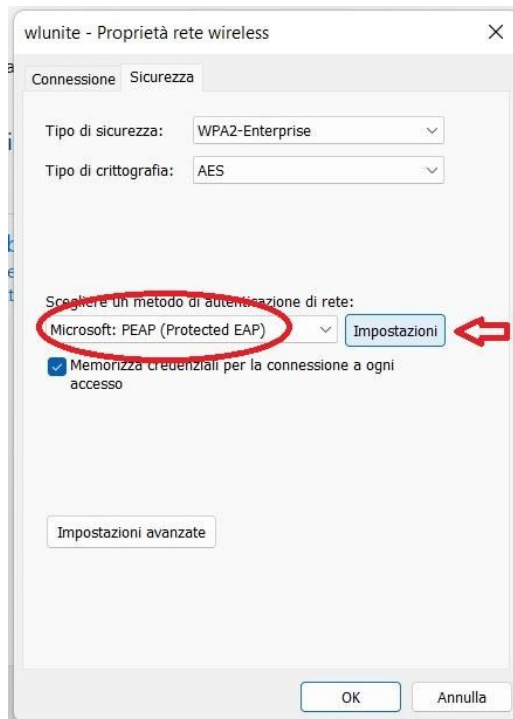 wlunite - Proprietà rete wireless
Connessione Sicurezza
Tipo di sicurezza: WPA2-Enterprise
Tipo di crittografia: AES
Scegliere un metodo di autenticazione di rete:
Microsoft: PEAP (Protected EAP) Impostazioni
Memorizza credenziali per la connessione a ogni
accesso
Impostazioni avanzate
OK Annulla